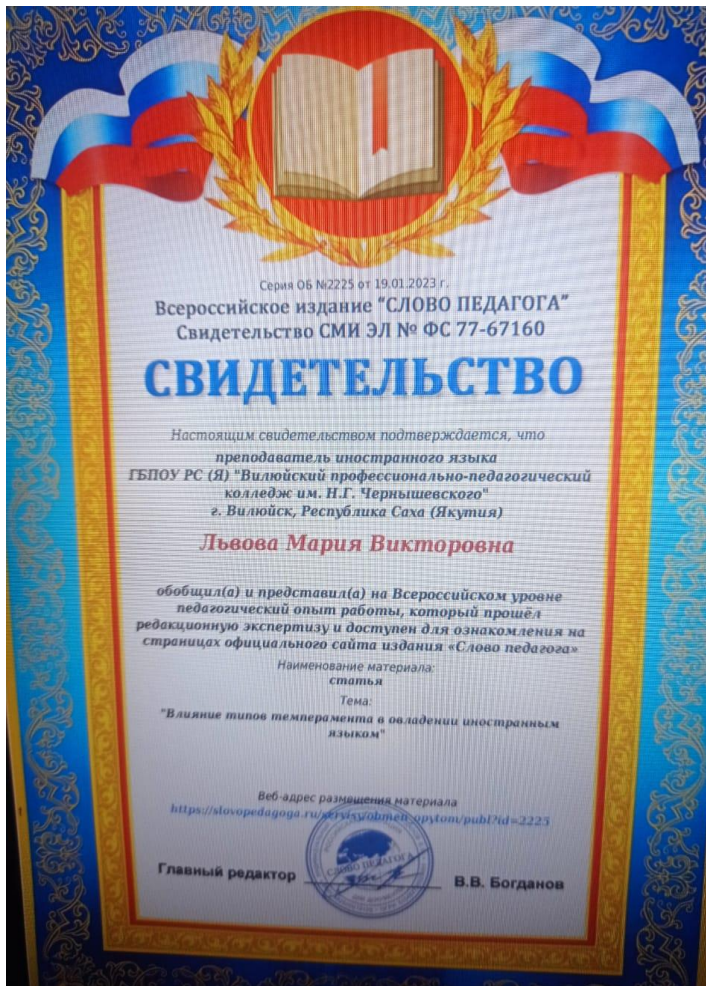 Серия ОБ №2225 от 19.01.2023 г.
Всероссийское издание "СЛОВО ПЕДАГОГА"
Свидетельство СМИ ЭЛ № ФС 77-67160
СВИДЕТЕЛЬСТВО
Настоящим свидетельством подтверждается, что
преподаватель иностранного языка
ГБПОУ РС (Я) "Вилюйский профессионально-педагогический
колледж им. Н.Г. Чернышевского"
г. Вилюйск, Республика Саха (Якутия)
Львова Мария Викторовна
обобщил(а) и представил(а) на Всероссийском уровне
педагогический опыт работы, который прошёл
редакционную экспертизу и доступен для ознакомления на
страницах официального сайта издания «Слово педагога»
Наименование материала:
статья
Тема:
"Влияние типов темперамента в овладении иностранным
языком"
Веб-адрес размещения материала
https://slovopedagoga.ru/servisy/obmen_opytom/publ?id=2225
СЛОВО ПЕДАГОГА
Главный редактор
В.В. Богданов